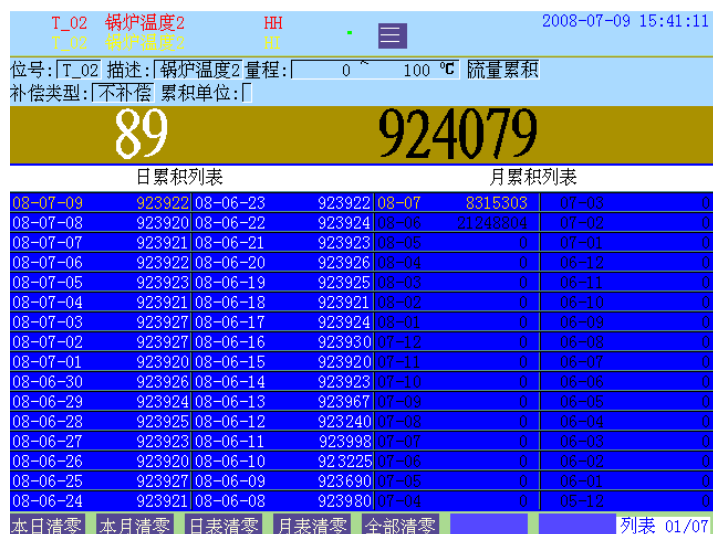 T_02 锅炉温度2 HH 2008-07-09 15:41:11
T_02 锅炉温度2 HI
位号: T_02 描述: 锅炉温度2 量程: 0 ~ 100 ℃ 流量累积
补偿类型: 不补偿 累积单位:
89 924079
日累积列表 月累积列表
08-07-09 923922 08-06-23 923922 08-07 8315303 07-03 0
08-07-08 923920 08-06-22 923924 08-06 21248804 07-02 0
08-07-07 923921 08-06-21 923923 08-05 0 07-01 0
08-07-06 923922 08-06-20 923926 08-04 0 06-12 0
08-07-05 923923 08-06-19 923925 08-03 0 06-11 0
08-07-04 923921 08-06-18 923921 08-02 0 06-10 0
08-07-03 923927 08-06-17 923924 08-01 0 06-09 0
08-07-02 923927 08-06-16 923930 07-12 0 06-08 0
08-07-01 923920 08-06-15 923920 07-11 0 06-07 0
08-06-30 923926 08-06-14 923923 07-10 0 06-06 0
08-06-29 923924 08-06-13 923967 07-09 0 06-05 0
08-06-28 923925 08-06-12 923240 07-08 0 06-04 0
08-06-27 923923 08-06-11 923998 07-07 0 06-03 0
08-06-26 923920 08-06-10 923225 07-06 0 06-02 0
08-06-25 923927 08-06-09 923690 07-05 0 06-01 0
08-06-24 923921 08-06-08 923980 07-04 0 05-12 0
本日清零 本月清零 日表清零 月表清零 全部清零 列表 01/07